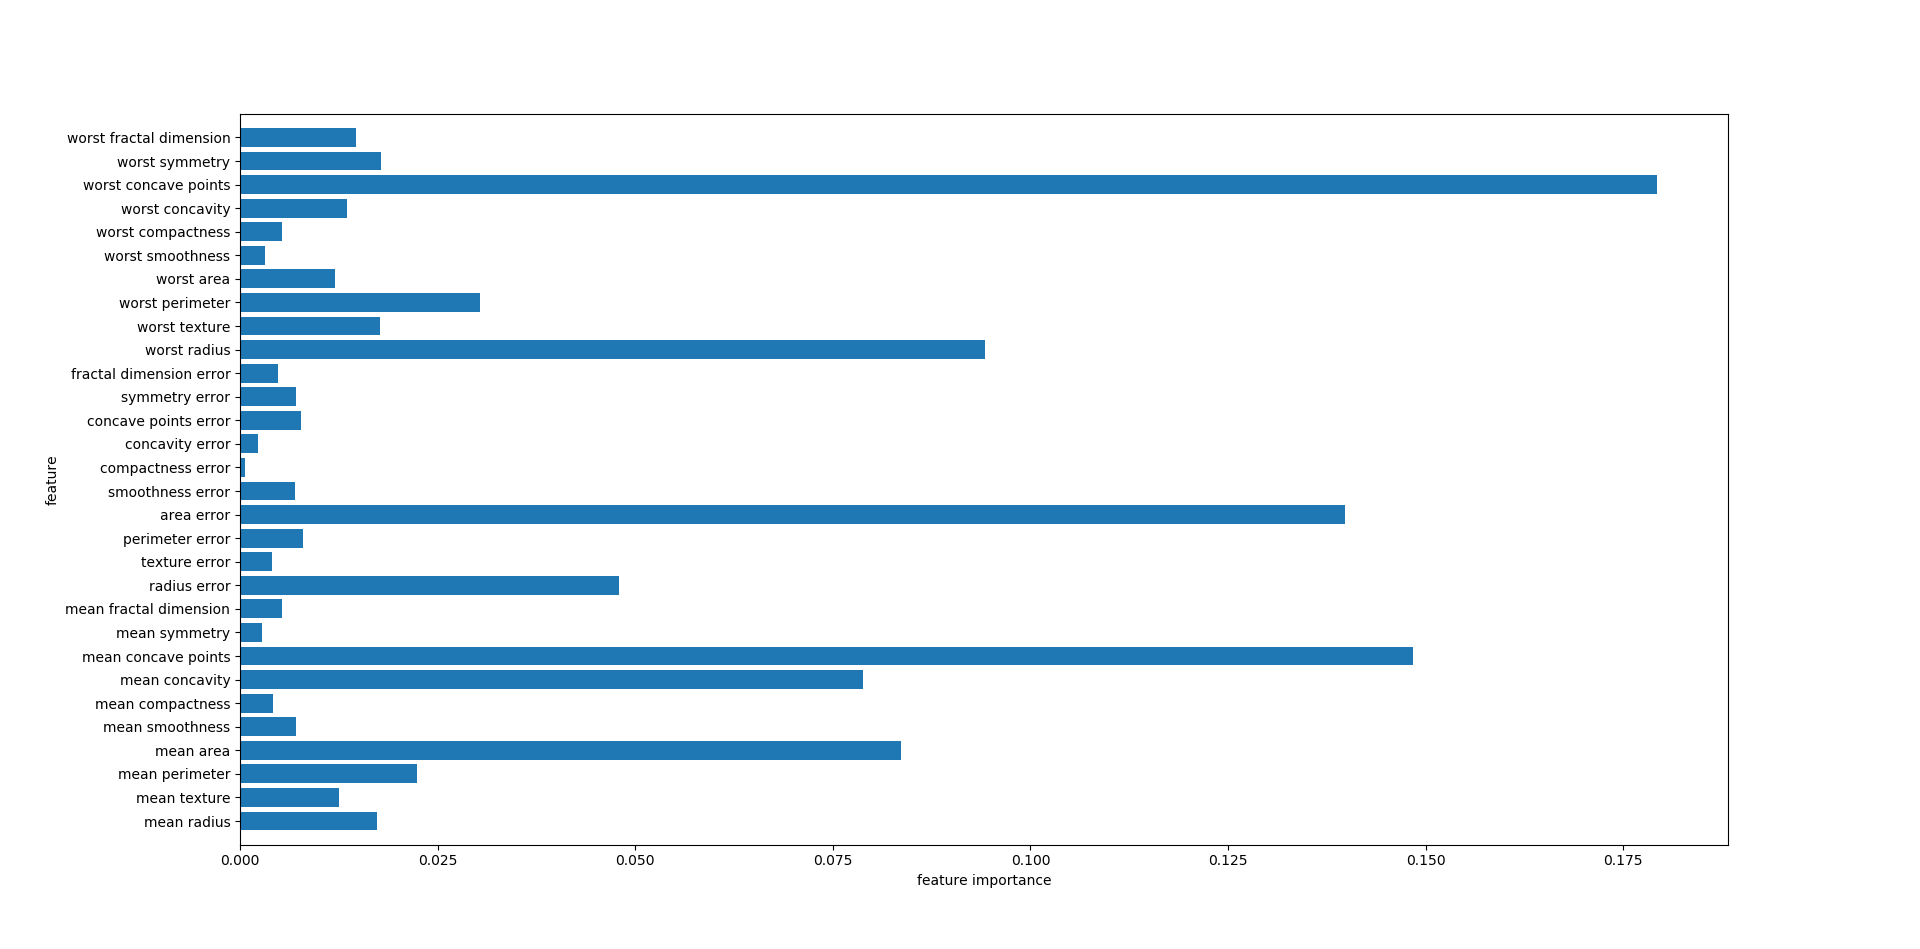 worst fractal dimension
worst symmetry
worst concave points
worst concavity
worst compactness
worst smoothness
worst area
worst perimeter
worst texture
worst radius
fractal dimension error
symmetry error
concave points error
concavity error
compactness error
smoothness error
area error
perimeter error
texture error
radius error
mean fractal dimension
mean symmetry
mean concave points
mean concavity
mean compactness
mean smoothness
mean area
mean perimeter
mean texture
mean radius
feature
0.000 0.025 0.050 0.075 0.100 0.125 0.150 0.175
feature importance